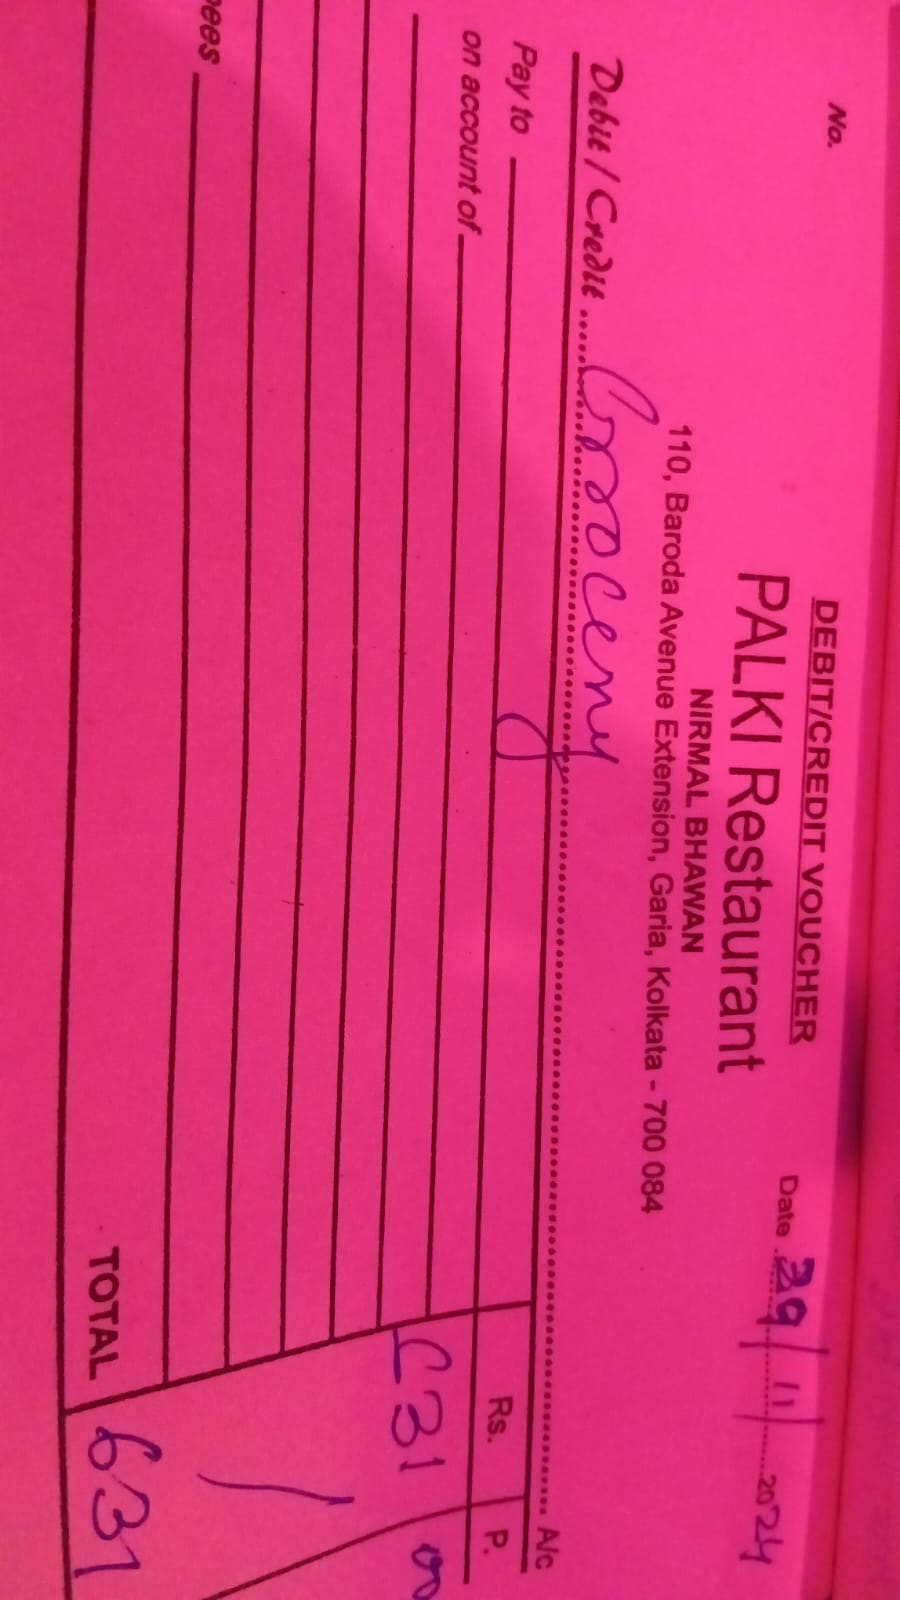 DEBIT/CREDIT VOUCHER
No.
PALKI Restaurant
Date 29/11/2024
NIRMAL BHAWAN
110, Baroda Avenue Extension, Garia, Kolkata - 700 084
Debit / Credit Grocery A/c
Rs. P.
Pay to
on account of
631 00
pees
TOTAL 631